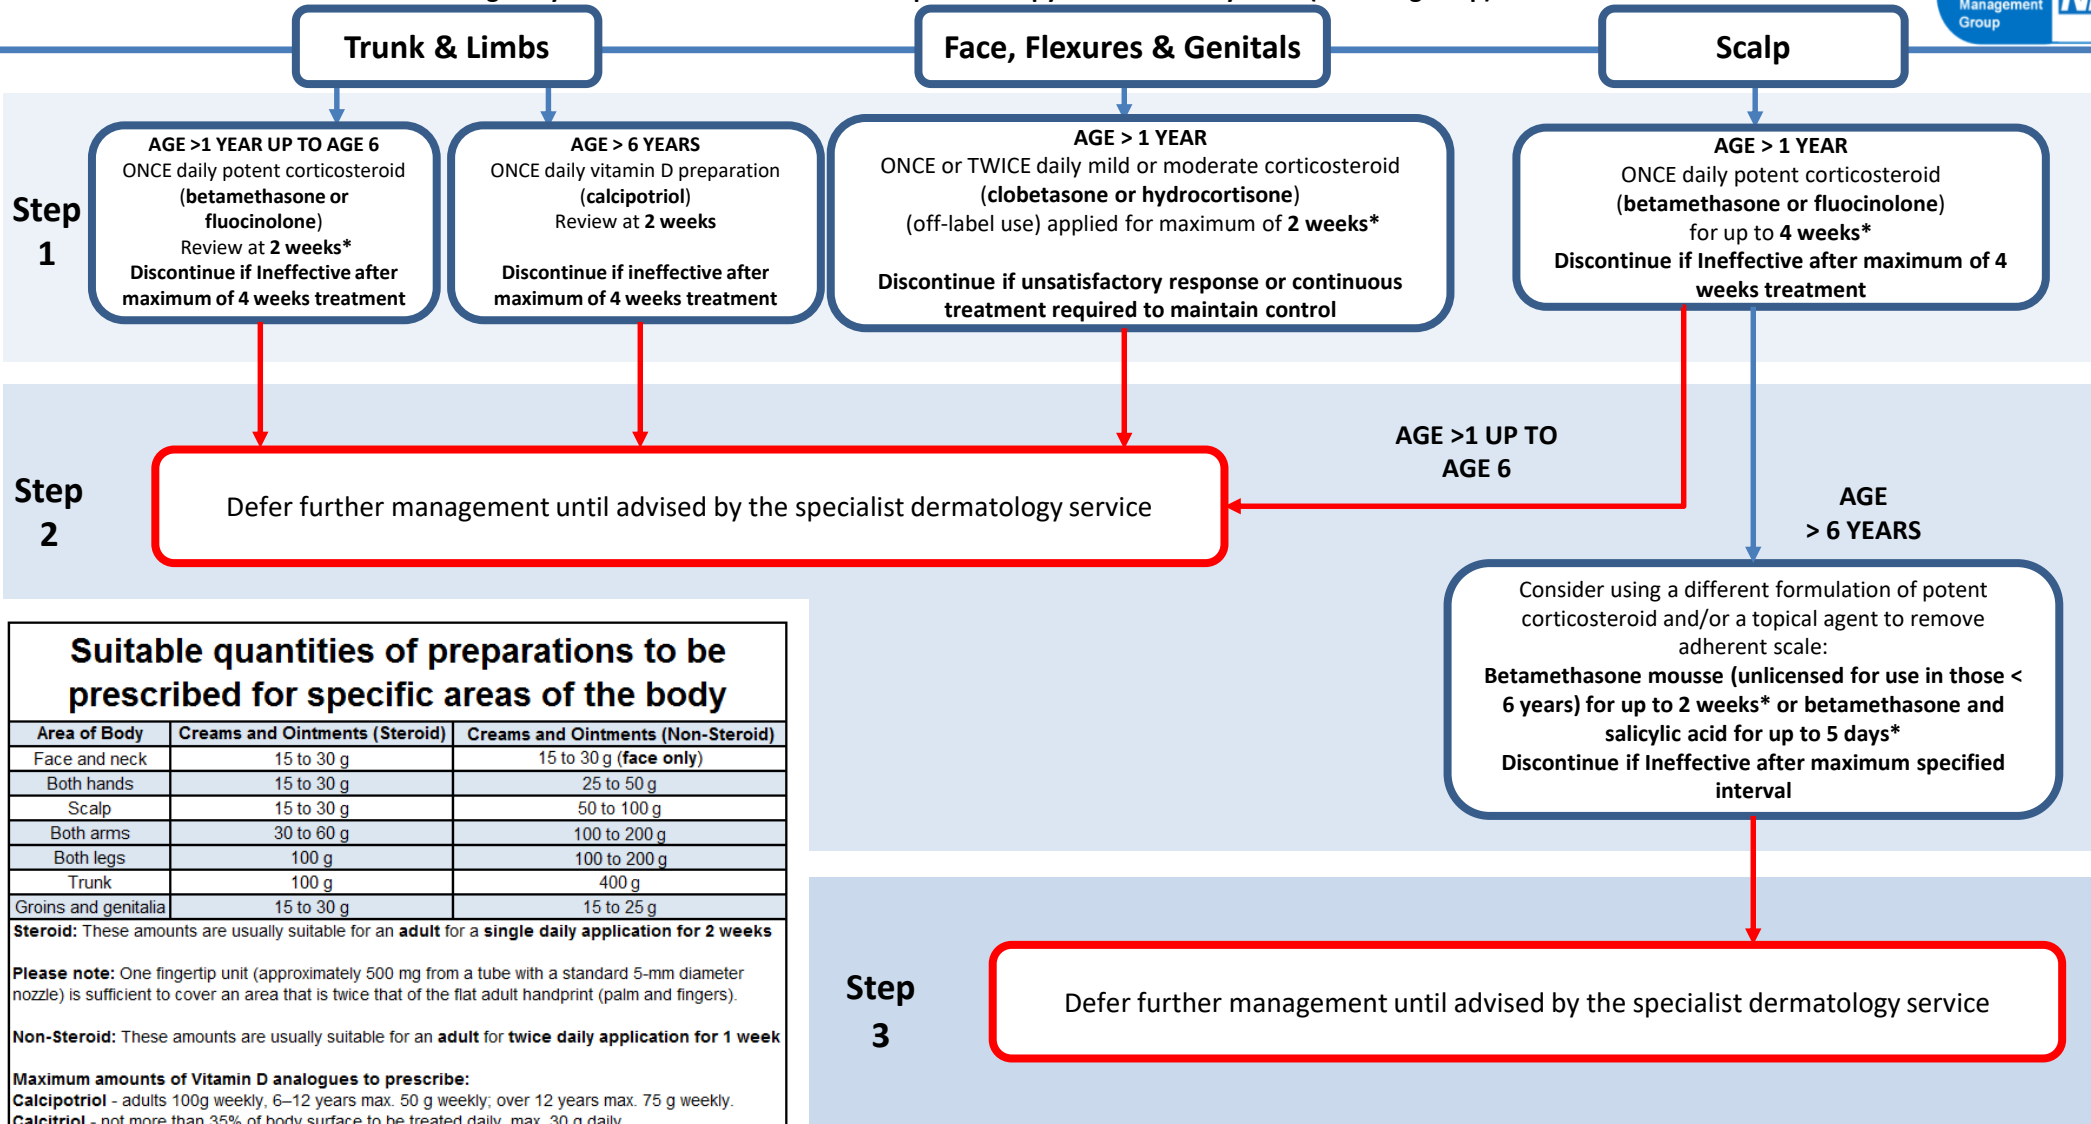 Management
Group
Trunk & Limbs
Face, Flexures & Genitals
Scalp
Step
1
AGE >1 YEAR UP TO AGE 6
ONCE daily potent corticosteroid
(betamethasone or
fluocinolone)
Review at 2 weeks*
Discontinue if Ineffective after
maximum of 4 weeks treatment
AGE > 6 YEARS
ONCE daily vitamin D preparation
(calcipotriol)
Review at 2 weeks
Discontinue if ineffective after
maximum of 4 weeks treatment
AGE > 1 YEAR
ONCE or TWICE daily mild or moderate corticosteroid
(clobetasone or hydrocortisone)
(off-label use) applied for maximum of 2 weeks*
Discontinue if unsatisfactory response or continuous
treatment required to maintain control
AGE > 1 YEAR
ONCE daily potent corticosteroid
(betamethasone or fluocinolone)
for up to 4 weeks*
Discontinue if Ineffective after maximum of 4
weeks treatment
Step
2
Defer further management until advised by the specialist dermatology service
AGE >1 UP TO
AGE 6
AGE
> 6 YEARS
Consider using a different formulation of potent
corticosteroid and/or a topical agent to remove
adherent scale:
Betamethasone mousse (unlicensed for use in those <
6 years) for up to 2 weeks* or betamethasone and
salicylic acid for up to 5 days*
Discontinue if Ineffective after maximum specified
interval
Suitable quantities of preparations to be
prescribed for specific areas of the body
Area of Body Creams and Ointments (Steroid) Creams and Ointments (Non-Steroid)
Face and neck 15 to 30 g 15 to 30 g (face only)
Both hands 15 to 30 g 25 to 50 g
Scalp 15 to 30 g 50 to 100 g
Both arms 30 to 60 g 100 to 200 g
Both legs 100 g 100 to 200 g
Trunk 100 g 400 g
Groins and genitalia 15 to 30 g 15 to 25 g
Steroid: These amounts are usually suitable for an adult for a single daily application for 2 weeks
Please note: One fingertip unit (approximately 500 mg from a tube with a standard 5-mm diameter
nozzle) is sufficient to cover an area that is twice that of the flat adult handprint (palm and fingers).
Non-Steroid: These amounts are usually suitable for an adult for twice daily application for 1 week
Maximum amounts of Vitamin D analogues to prescribe:
Calcipotriol - adults 100g weekly, 6–12 years max. 50 g weekly; over 12 years max. 75 g weekly.
Calcitriol - not more than 35% of body surface to be treated daily, max. 30 g daily
Step
3
Defer further management until advised by the specialist dermatology service